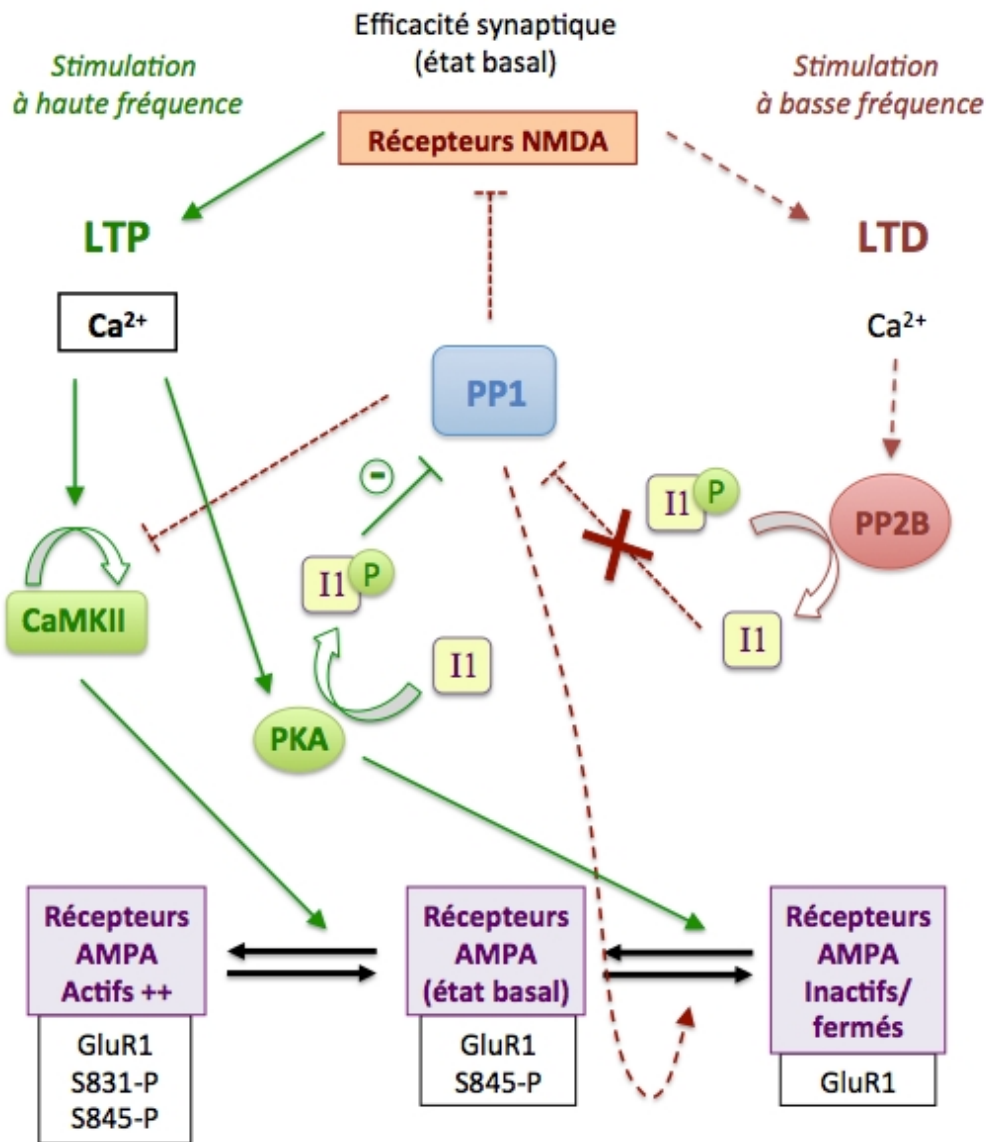 Efficacité synaptique
(état basal)
Stimulation
à haute fréquence
Stimulation
à basse fréquence
Récepteurs NMDA
LTP
LTD
Ca²⁺
Ca²⁺
PP1
-
I1 P
PP2B
I1 P
CaMKII
I1
I1
PKA
Récepteurs
AMPA
Actifs ++
GluR1
S831-P
S845-P
Récepteurs
AMPA
(état basal)
GluR1
S845-P
Récepteurs
AMPA
Inactifs/
fermés
GluR1